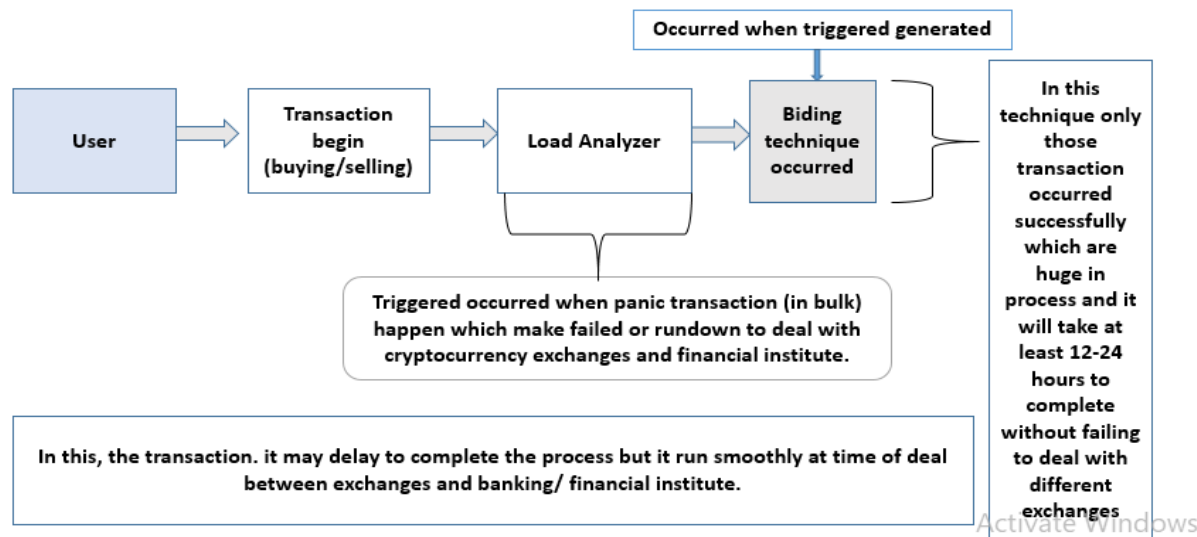 Occurred when triggered generated
User
Transaction
begin
(buying/selling)
Load Analyzer
Biding
technique
occurred
In this
technique only
those
transaction
occurred
successfully
which are
huge in
process and it
will take at
least 12-24
hours to
complete
without failing
to deal with
different
exchanges
Triggered occurred when panic transaction (in bulk)
happen which make failed or rundown to deal with
cryptocurrency exchanges and financial institute.
In this, the transaction. it may delay to complete the process but it run smoothly at time of deal
between exchanges and banking/ financial institute.
Activate Windows